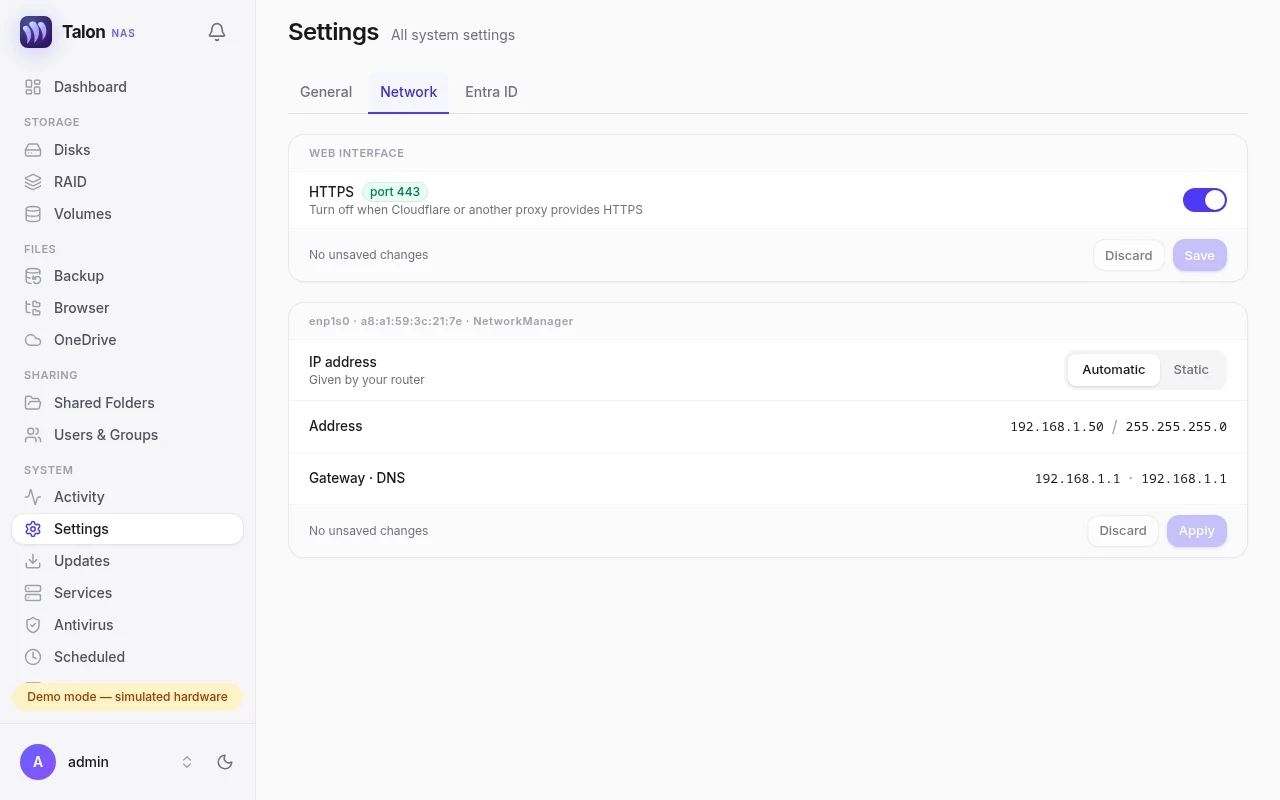 Talon NAS
Dashboard
STORAGE
Disks
RAID
Volumes
FILES
Backup
Browser
OneDrive
SHARING
Shared Folders
Users & Groups
SYSTEM
Activity
Settings
Updates
Services
Antivirus
Scheduled
Demo mode — simulated hardware
A admin
Settings All system settings
General Network Entra ID
WEB INTERFACE
HTTPS port 443
Turn off when Cloudflare or another proxy provides HTTPS
No unsaved changes Discard Save
enp1s0 · a8:a1:59:3c:21:7e · NetworkManager
IP address
Given by your router
Automatic Static
Address 192.168.1.50 / 255.255.255.0
Gateway · DNS 192.168.1.1 · 192.168.1.1
No unsaved changes Discard Apply